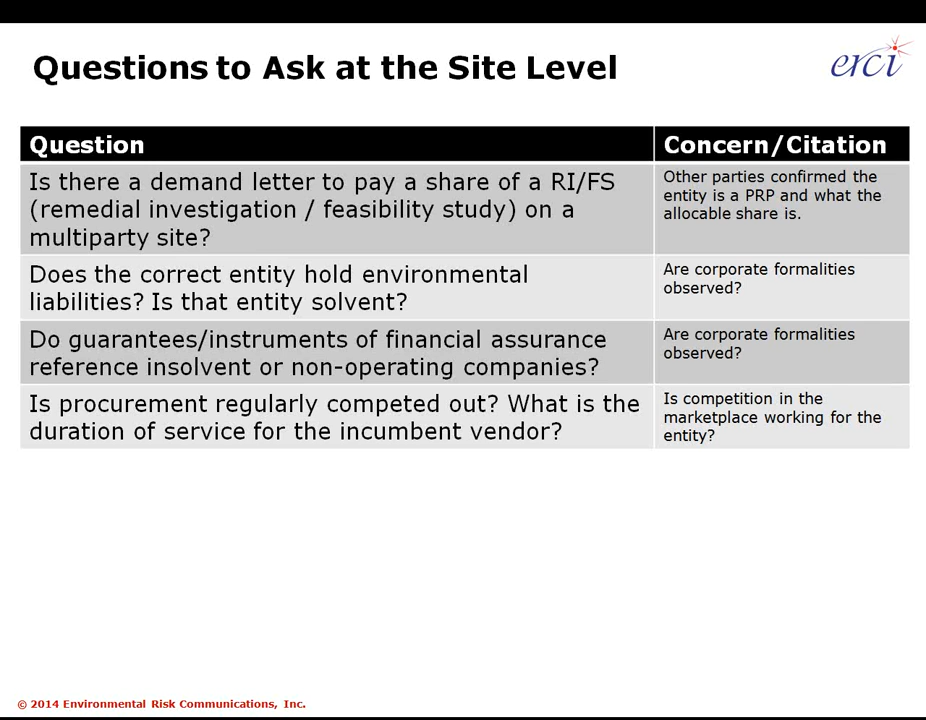 Questions to Ask at the Site Level
erci
Question
Concern/Citation
Is there a demand letter to pay a share of a RI/FS
(remedial investigation / feasibility study) on a
multiparty site?
Other parties confirmed the
entity is a PRP and what the
allocable share is.
Does the correct entity hold environmental
liabilities? Is that entity solvent?
Are corporate formalities
observed?
Do guarantees/instruments of financial assurance
reference insolvent or non-operating companies?
Are corporate formalities
observed?
Is procurement regularly competed out? What is the
duration of service for the incumbent vendor?
Is competition in the
marketplace working for the
entity?
© 2014 Environmental Risk Communications, Inc.